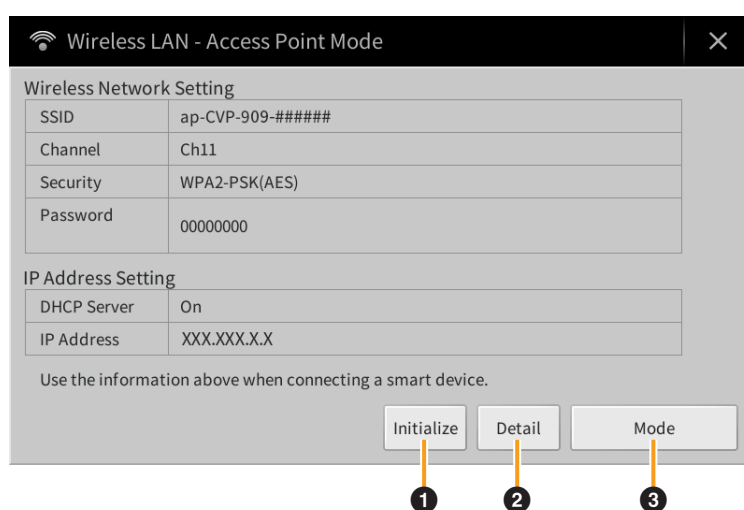 Wireless LAN - Access Point Mode
Wireless Network Setting
SSID ap-CVP-909-######
Channel Ch11
Security WPA2-PSK(AES)
Password 00000000
IP Address Setting
DHCP Server On
IP Address XXX.XXX.X.X
Use the information above when connecting a smart device.
Initialize Detail Mode
1 2 3